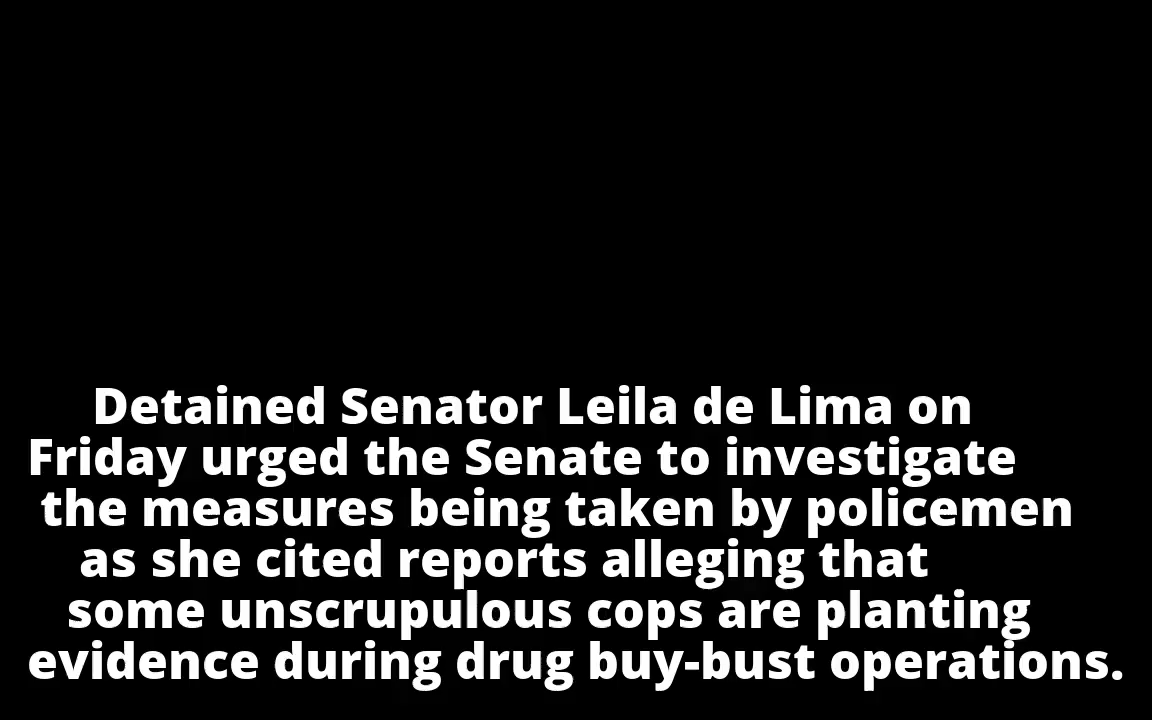 Detained Senator Leila de Lima on
Friday urged the Senate to investigate
the measures being taken by policemen
as she cited reports alleging that
some unscrupulous cops are planting
evidence during drug buy-bust operations.